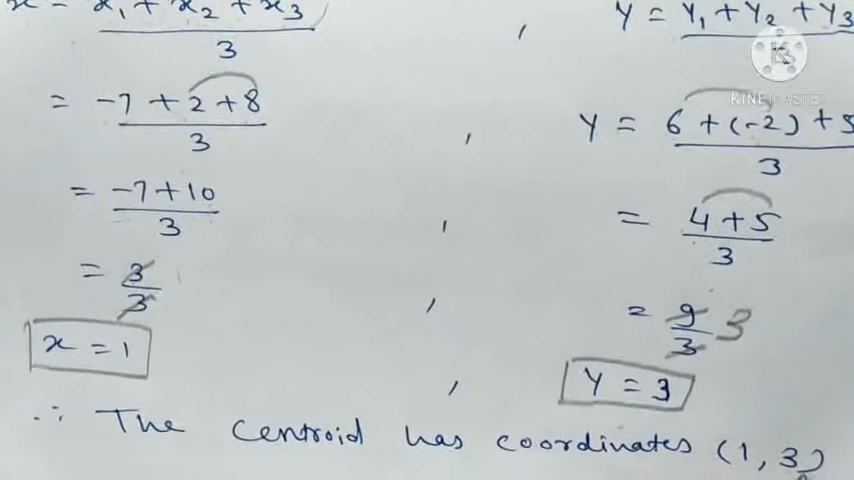 x = x₁ + x₂ + x₃ / 3 , Y = Y₁ + Y₂ + Y₃
KINEMASTER
= -7 + 2 + 8 / 3 , Y = 6 + (-2) + 5 / 3
= -7 + 10 / 3 , = 4 + 5 / 3
= 3 / 3 , = 9 / 3 3
x = 1 , Y = 3
∴ The centroid has coordinates (1, 3)